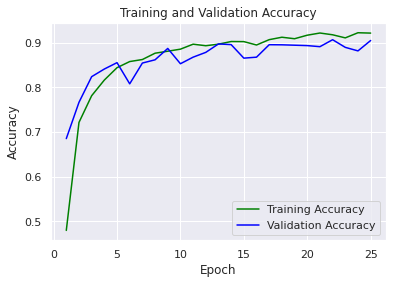 Training and Validation Accuracy
Accuracy
0.9
0.8
0.7
0.6
0.5
Training Accuracy
Validation Accuracy
0 5 10 15 20 25
Epoch